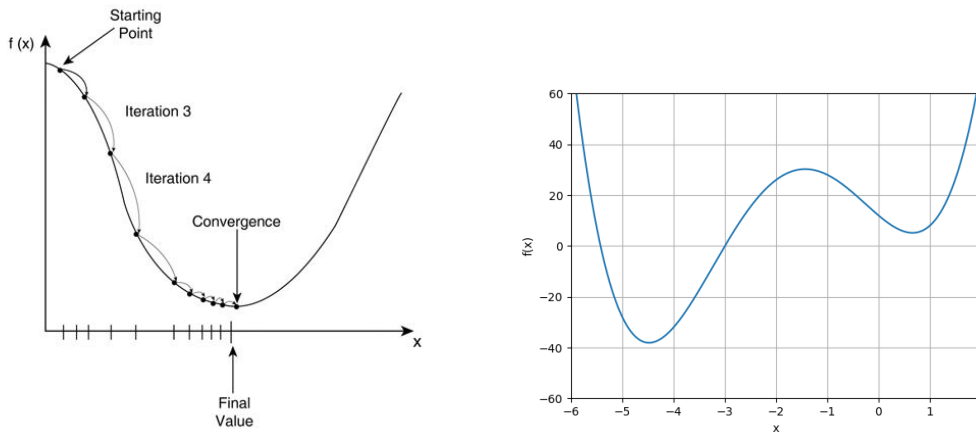 Starting
Point
f (x)
Iteration 3
Iteration 4
Convergence
x
Final
Value
60
40
20
0
−20
−40
−60
f(x)
−6 −5 −4 −3 −2 −1 0 1
x